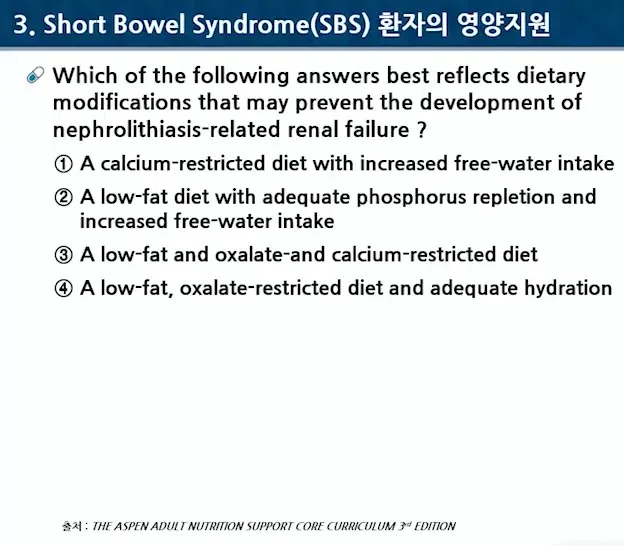 3. Short Bowel Syndrome(SBS) 환자의 영양지원
Which of the following answers best reflects dietary
modifications that may prevent the development of
nephrolithiasis-related renal failure ?
① A calcium-restricted diet with increased free-water intake
② A low-fat diet with adequate phosphorus repletion and
increased free-water intake
③ A low-fat and oxalate-and calcium-restricted diet
④ A low-fat, oxalate-restricted diet and adequate hydration
출처 : THE ASPEN ADULT NUTRITION SUPPORT CORE CURRICULUM 3rd EDITION